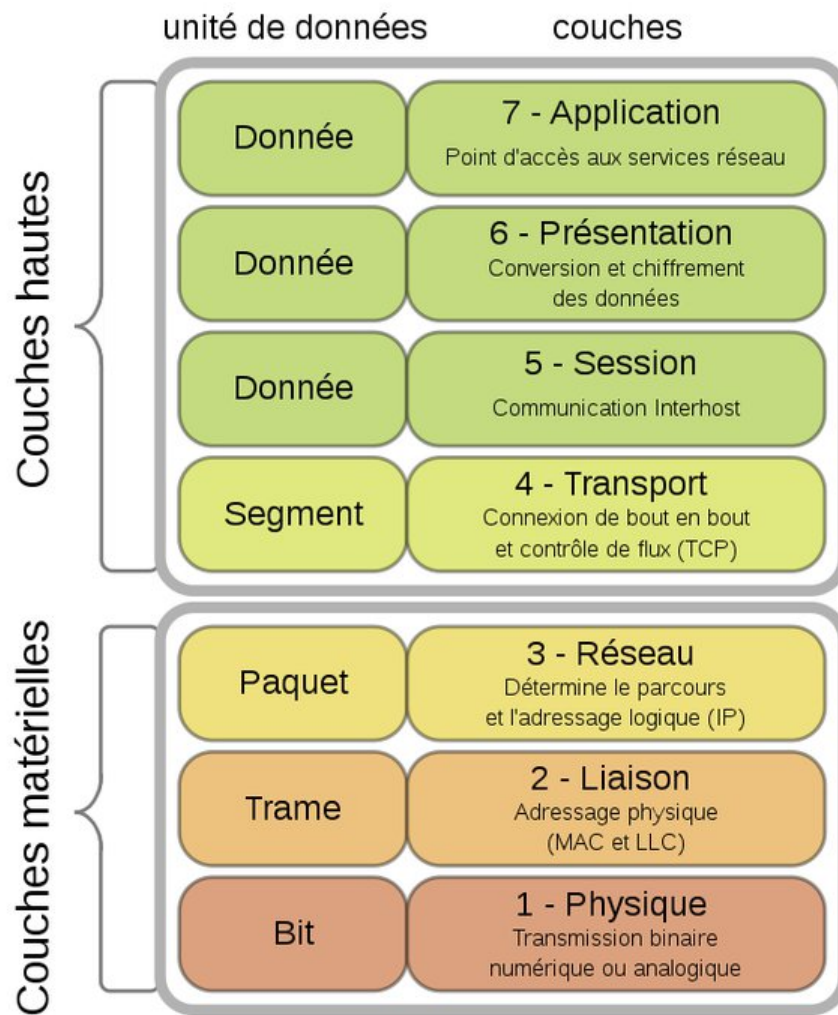 unité de données
couches
Couches hautes
Donnée
7 - Application
Point d'accès aux services réseau
Donnée
6 - Présentation
Conversion et chiffrement
des données
Donnée
5 - Session
Communication Interhost
Segment
4 - Transport
Connexion de bout en bout
et contrôle de flux (TCP)
Couches matérielles
Paquet
3 - Réseau
Détermine le parcours
et l'adressage logique (IP)
Trame
2 - Liaison
Adressage physique
(MAC et LLC)
Bit
1 - Physique
Transmission binaire
numérique ou analogique